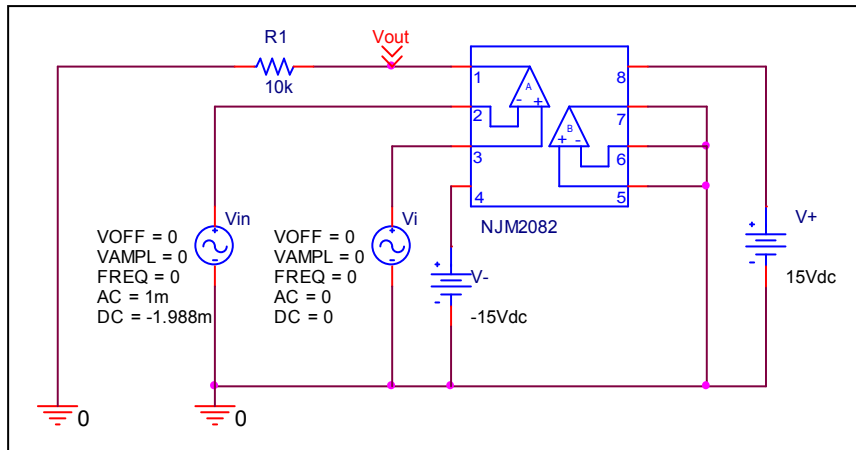 R1
10k
Vout
1
2
3
4
A
B
- +
+ -
8
7
6
5
NJM2082
Vin
VOFF = 0
VAMPL = 0
FREQ = 0
AC = 1m
DC = -1.988m
+
-
Vi
VOFF = 0
VAMPL = 0
FREQ = 0
AC = 0
DC = 0
+
-
V-
+
-
-15Vdc
V+
+
-
15Vdc
0
0